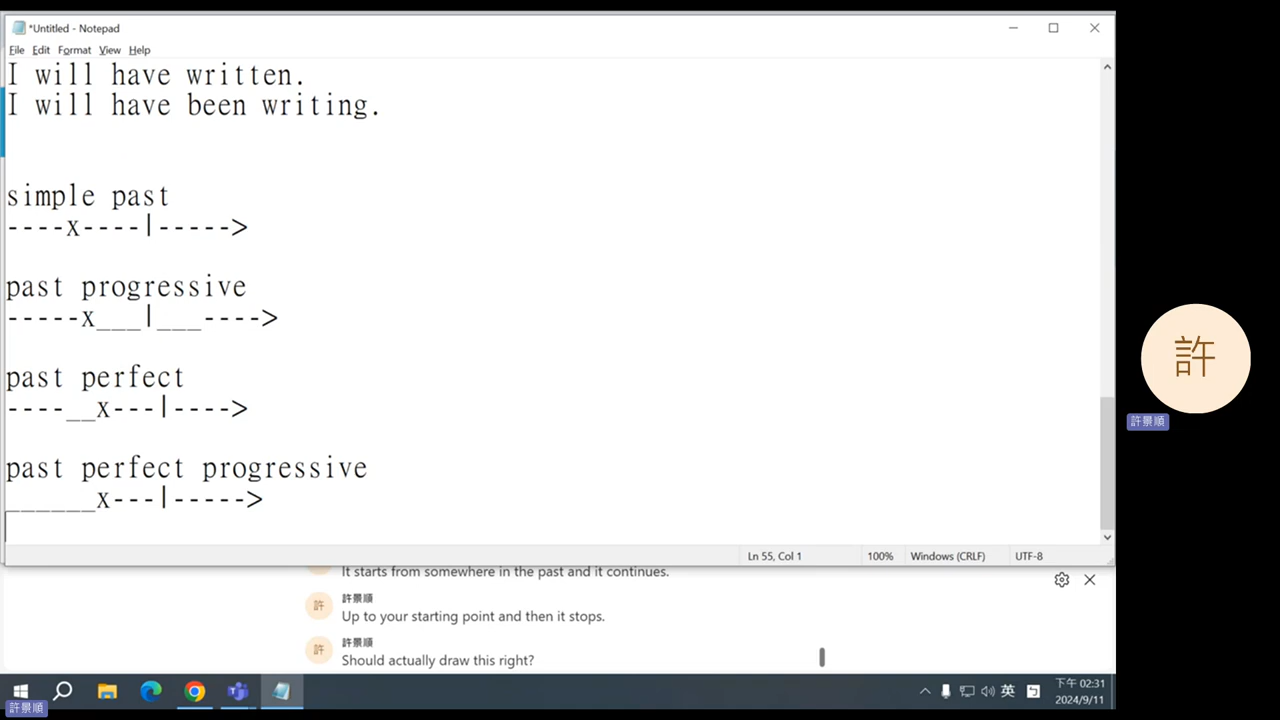 *Untitled - Notepad
File Edit Format View Help
I will have written.
I will have been writing.
simple past
----x----|----->
past progressive
-----x___|___---->
past perfect
----__x---|---->
past perfect progressive
______x---|----->
Ln 55, Col 1
100%
Windows (CRLF)
UTF-8
It starts from somewhere in the past and it continues.
許
許景順
Up to your starting point and then it stops.
許
許景順
Should actually draw this right?
許
許景順
英
下午 02:31
2024/9/11
許景順